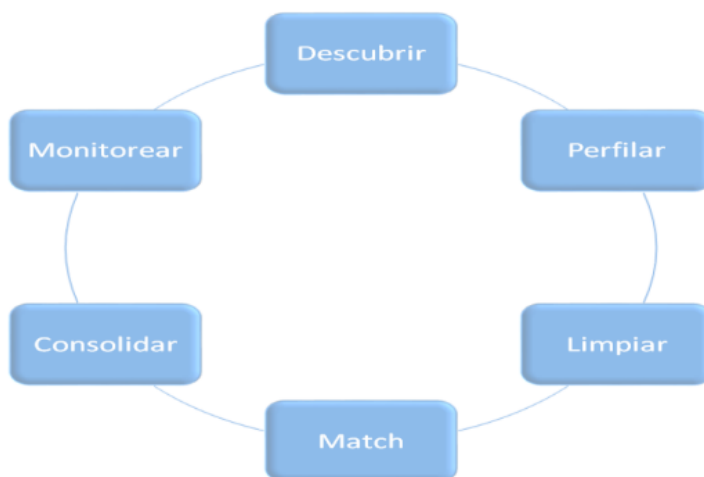 Descubrir
Perfilar
Limpiar
Match
Consolidar
Monitorear